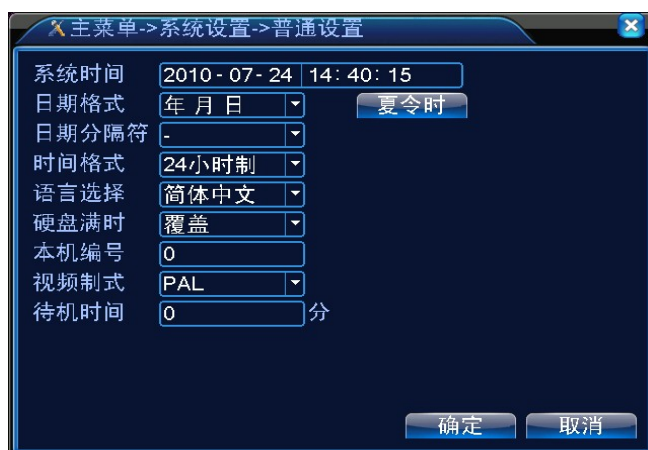 主菜单->系统设置->普通设置
系统时间 2010-07-24 14:40:15
日期格式 年 月 日 夏令时
日期分隔符 -
时间格式 24小时制
语言选择 简体中文
硬盘满时 覆盖
本机编号 0
视频制式 PAL
待机时间 0 分
确定 取消